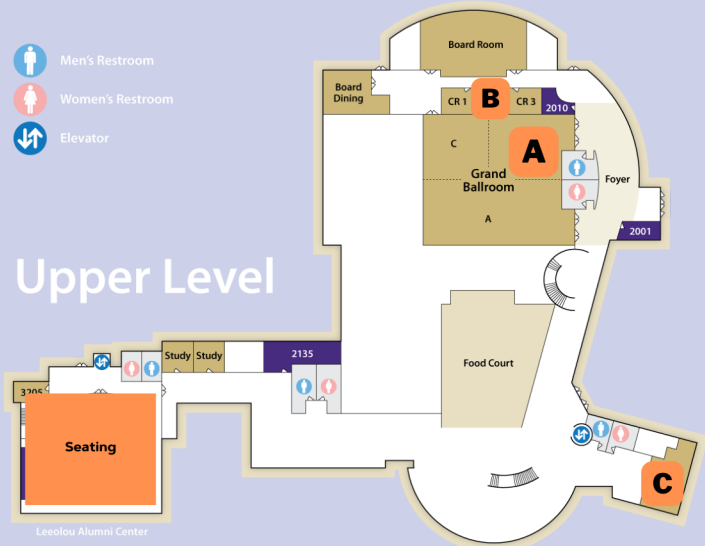 Men's Restroom
Women's Restroom
Elevator
Board Room
Board
Dining
CR 1
B
CR 3
2010
C
A
Grand
Ballroom
Foyer
A
2001
Upper Level
Study
Study
2135
Food Court
3205
Seating
C
Leeolou Alumni Center